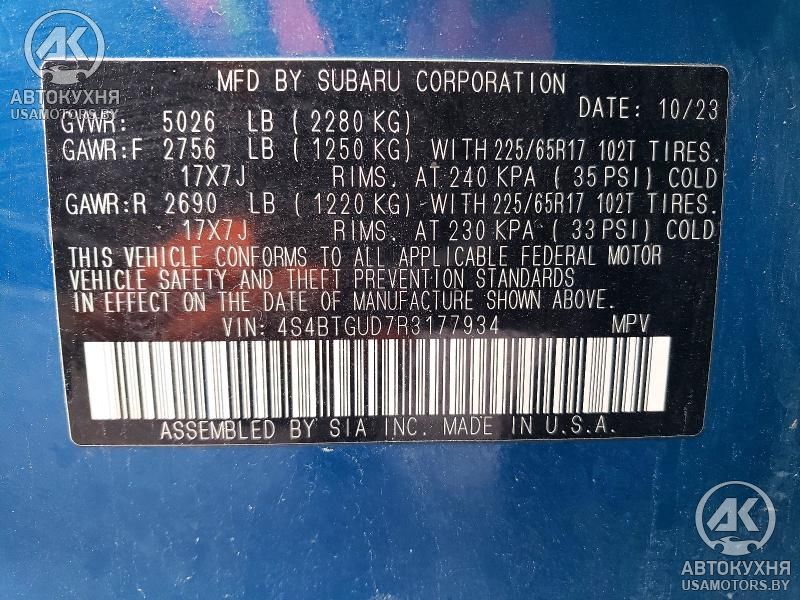 AK
АВТОКУХНЯ
USAMOTORS.BY
MFD BY SUBARU CORPORATION
DATE: 10/23
GVWR: 5026 LB ( 2280 KG)
GAWR:F 2756 LB ( 1250 KG) WITH 225/65R17 102T TIRES.
17X7J RIMS. AT 240 KPA ( 35 PSI) COLD
GAWR:R 2690 LB ( 1220 KG) WITH 225/65R17 102T TIRES.
17X7J RIMS. AT 230 KPA ( 33 PSI) COLD
THIS VEHICLE CONFORMS TO ALL APPLICABLE FEDERAL MOTOR
VEHICLE SAFETY AND THEFT PREVENTION STANDARDS
IN EFFECT ON THE DATE OF MANUFACTURE SHOWN ABOVE.
VIN: 4S4BTGUD7R3177934 MPV
ASSEMBLED BY SIA INC. MADE IN U.S.A.
AK
АВТОКУХНЯ
USAMOTORS.BY